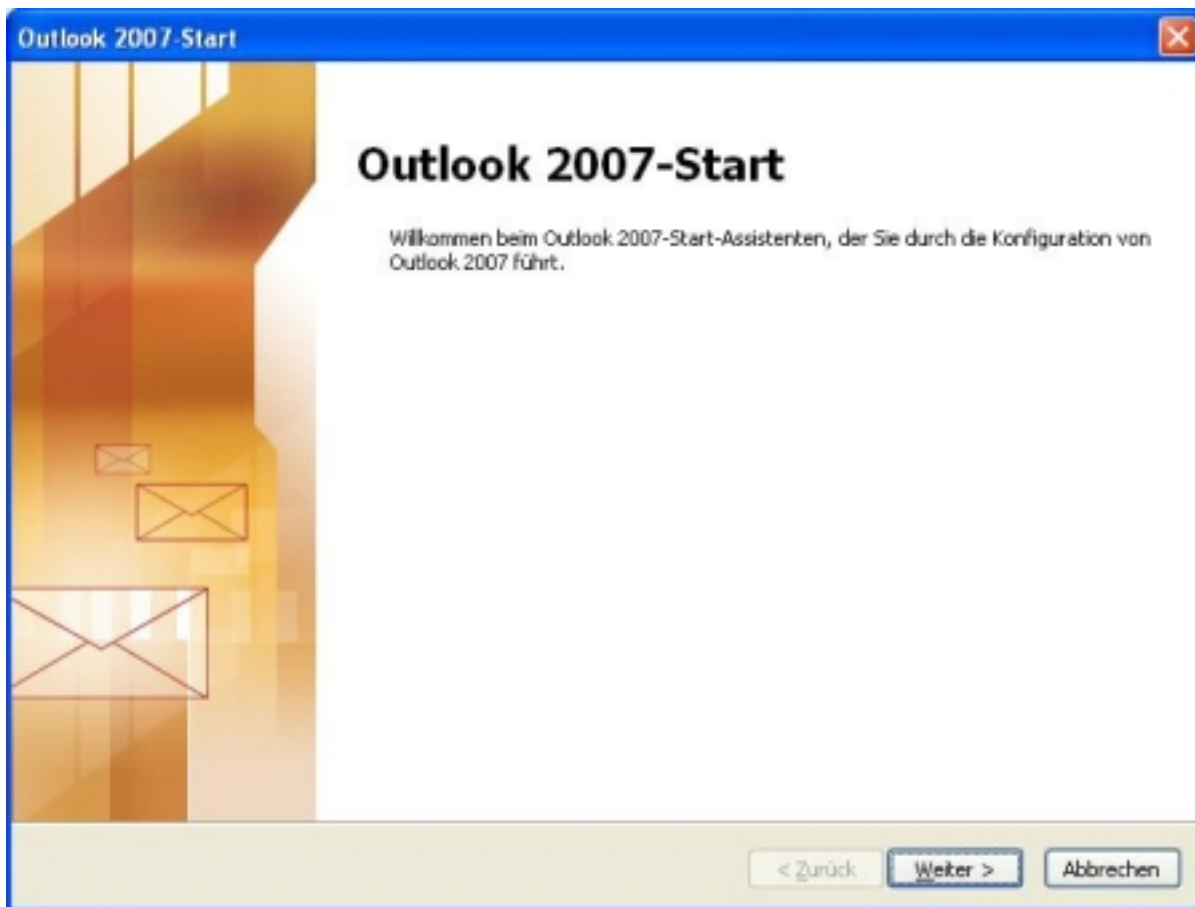 Outlook 2007-Start
Outlook 2007-Start
Willkommen beim Outlook 2007-Start-Assistenten, der Sie durch die Konfiguration von
Outlook 2007 führt.
< Zurück
Weiter >
Abbrechen